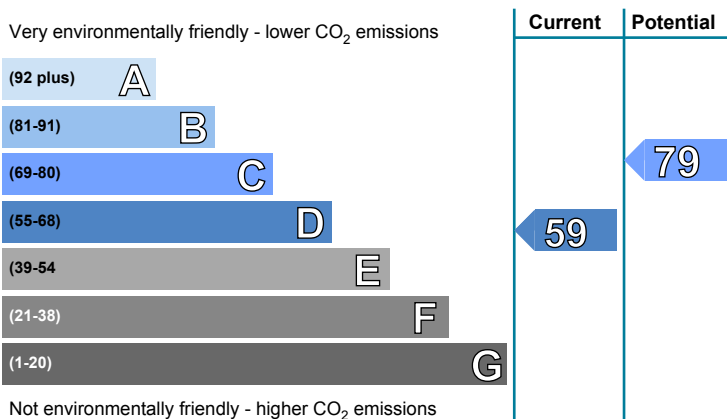 Very environmentally friendly - lower CO2 emissions
Current
Potential
(92 plus) A
(81-91) B
(69-80) C
79
(55-68) D
59
(39-54 E
(21-38) F
(1-20) G
Not environmentally friendly - higher CO2 emissions